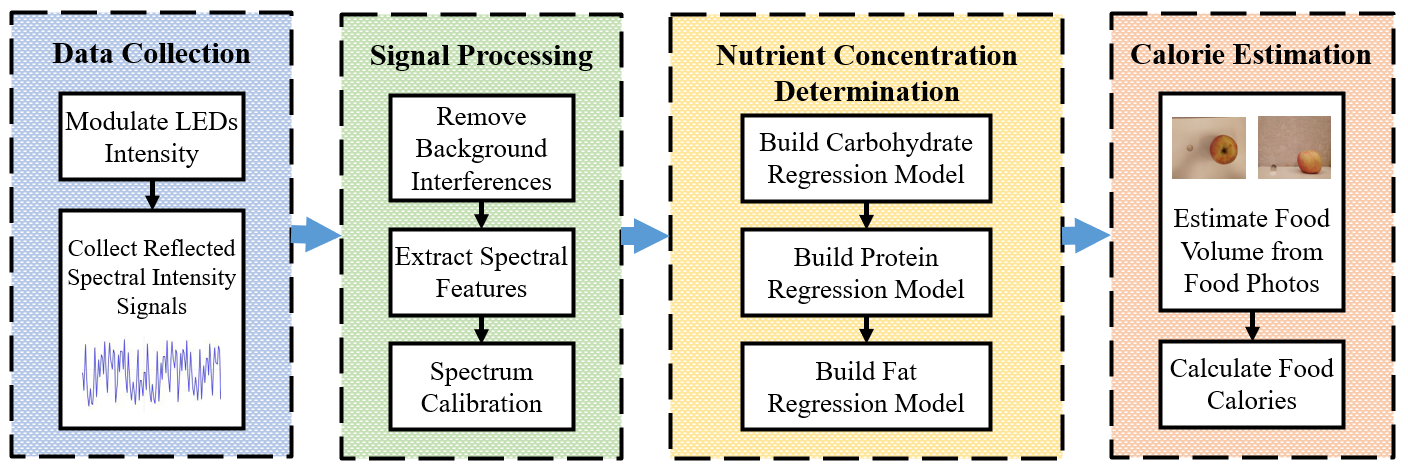 Data Collection
Modulate LEDs
Intensity
Collect Reflected
Spectral Intensity
Signals
Signal Processing
Remove
Background
Interferences
Extract Spectral
Features
Spectrum
Calibration
Nutrient Concentration
Determination
Build Carbohydrate
Regression Model
Build Protein
Regression Model
Build Fat
Regression Model
Calorie Estimation
Estimate Food
Volume from
Food Photos
Calculate Food
Calories